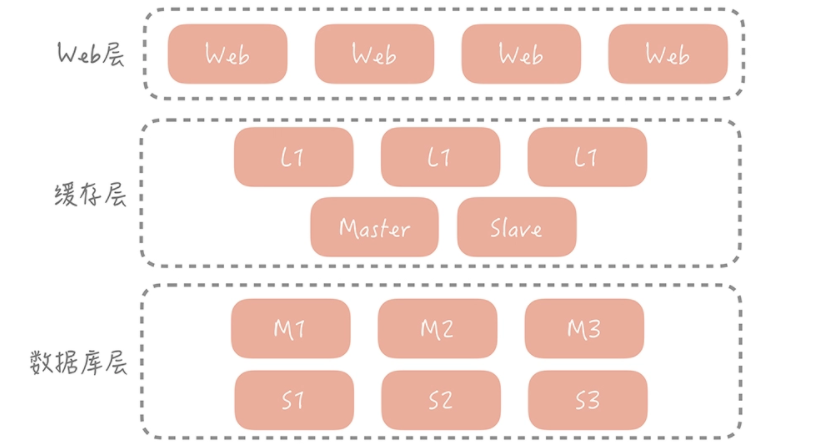 Web层 Web Web Web Web
L1 L1 L1
缓存层
Master Slave
M1 M2 M3
数据库层
S1 S2 S3